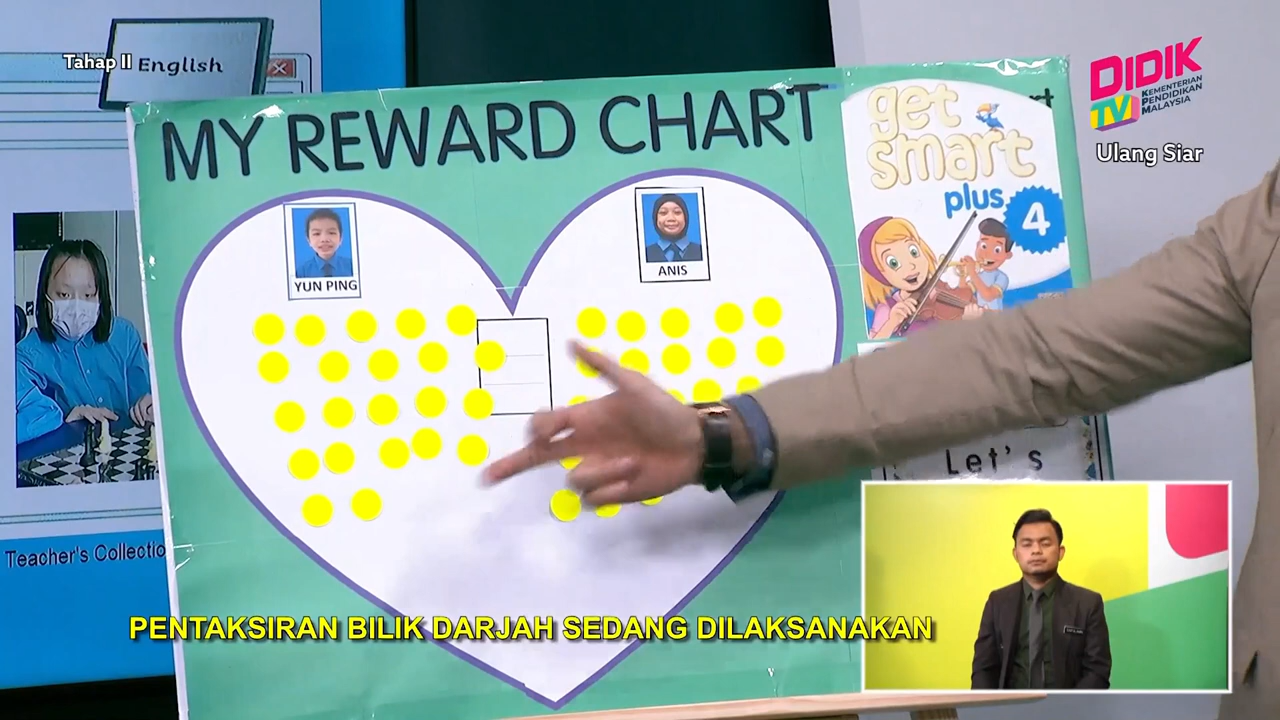 Tahap II
English
DIDIK
TV
KEMENTERIAN
PENDIDIKAN
MALAYSIA
Ulang Siar
MY REWARD CHART
get
smart
plus
4
YUN PING
ANIS
Let's
Teacher's Collectio
PENTAKSIRAN BILIK DARJAH SEDANG DILAKSANAKAN